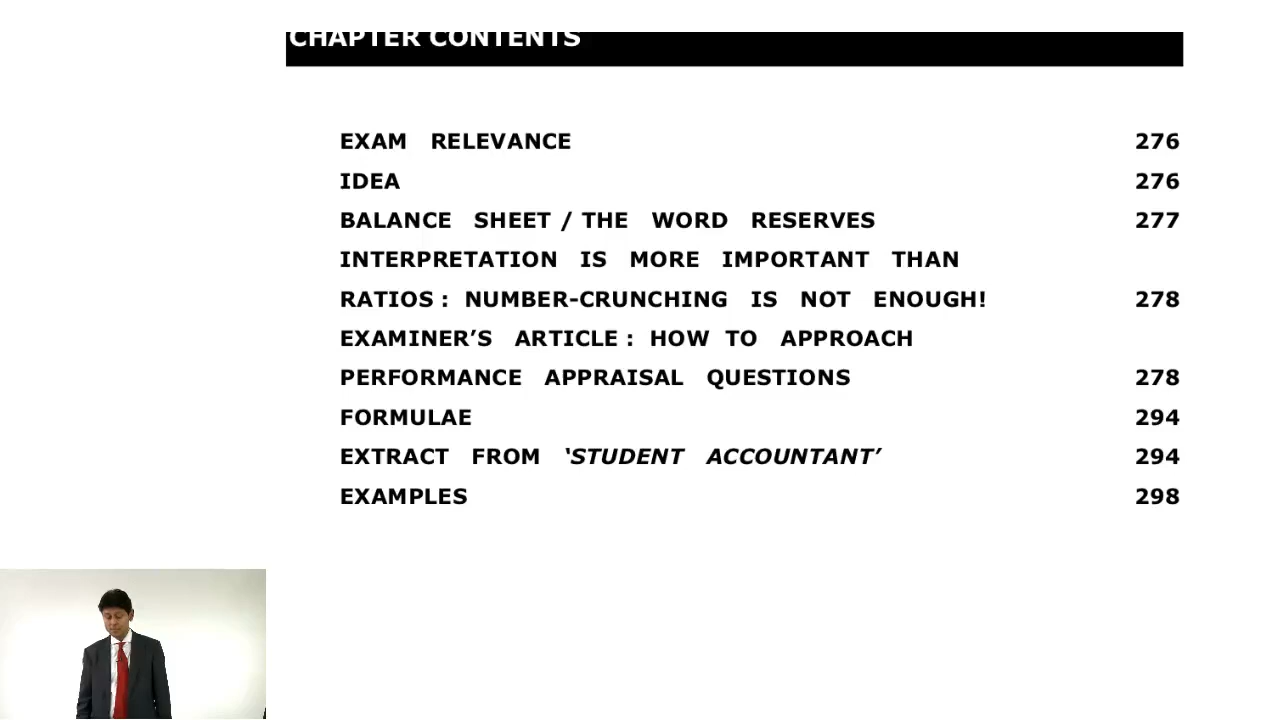 CHAPTER CONTENTS
EXAM RELEVANCE 276
IDEA 276
BALANCE SHEET / THE WORD RESERVES 277
INTERPRETATION IS MORE IMPORTANT THAN
RATIOS : NUMBER-CRUNCHING IS NOT ENOUGH! 278
EXAMINER’S ARTICLE : HOW TO APPROACH
PERFORMANCE APPRAISAL QUESTIONS 278
FORMULAE 294
EXTRACT FROM ‘STUDENT ACCOUNTANT’ 294
EXAMPLES 298